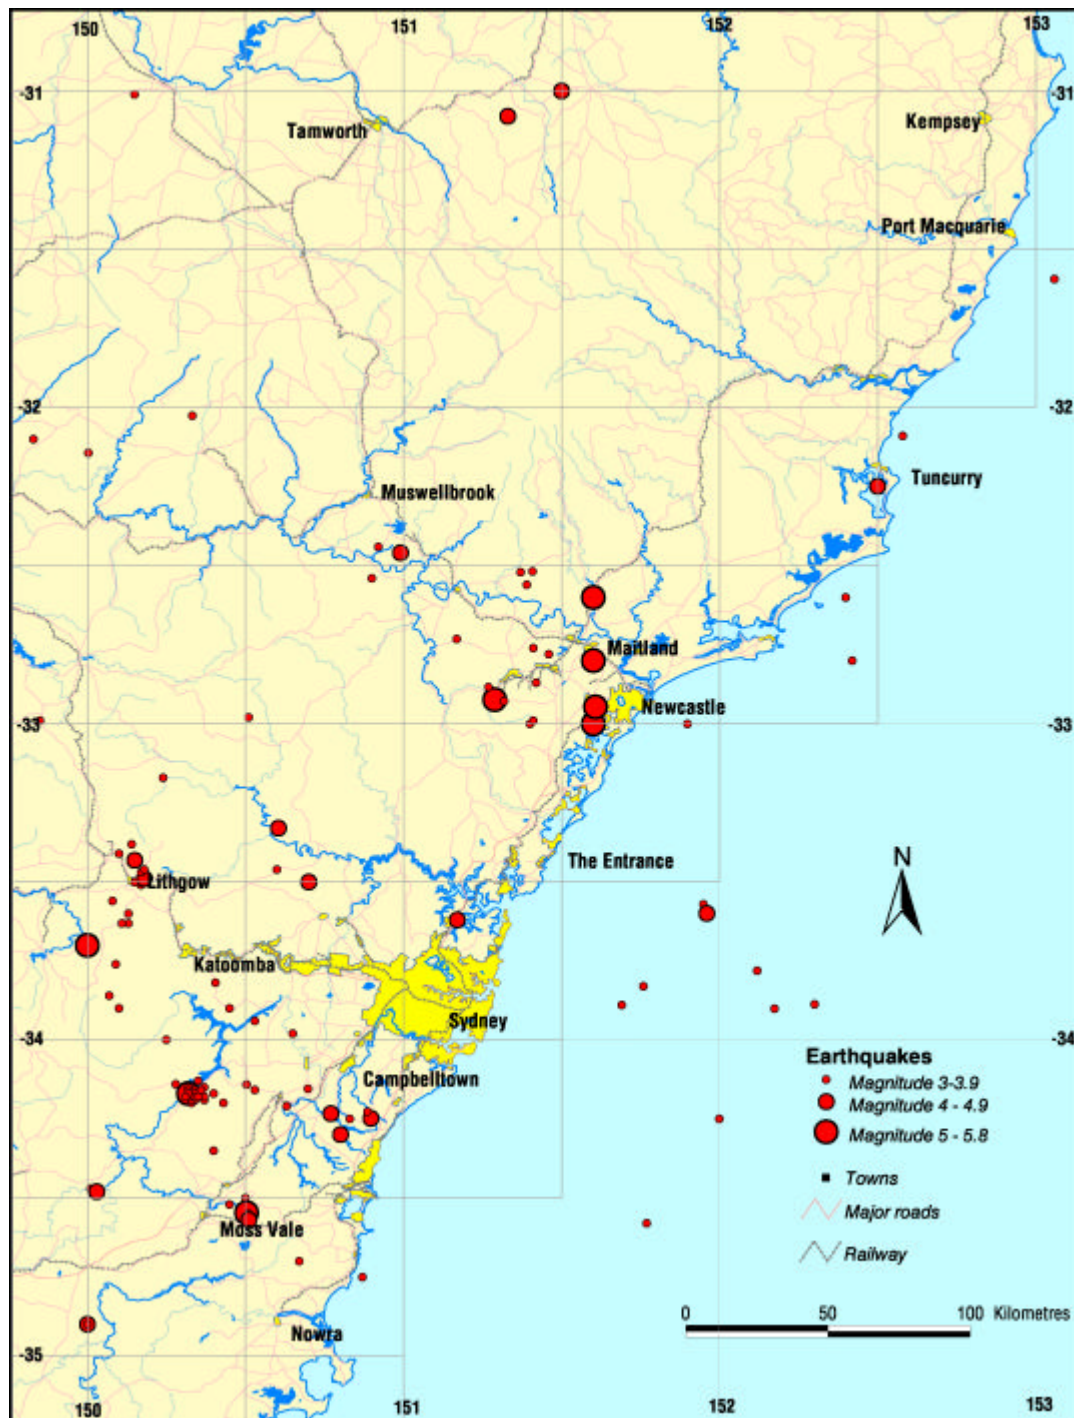 150 151 152 153
-31 -31
Tamworth
Kempsey
Port Macquarie
-32 -32
Tuncurry
Muswellbrook
Maitland
Newcastle
-33 -33
The Entrance
N
Lithgow
Katoomba
Sydney
-34 -34
Campbelltown
Earthquakes
Magnitude 3-3.9
Magnitude 4 - 4.9
Magnitude 5 - 5.8
Towns
Major roads
Railway
Moss Vale
Nowra
0 50 100 Kilometres
-35 -35
150 151 152 153